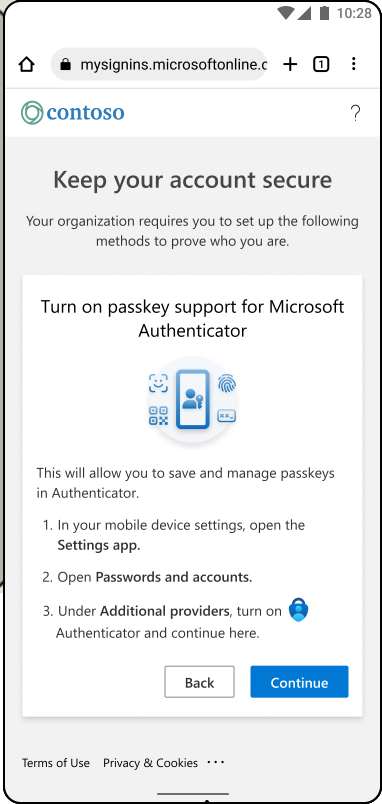 10:28
mysignins.microsoftonline.c
1
contoso
?
Keep your account secure
Your organization requires you to set up the following
methods to prove who you are.
Turn on passkey support for Microsoft
Authenticator
This will allow you to save and manage passkeys
in Authenticator.
1. In your mobile device settings, open the
Settings app.
2. Open Passwords and accounts.
3. Under Additional providers, turn on
Authenticator and continue here.
Back Continue
Terms of Use Privacy & Cookies ···